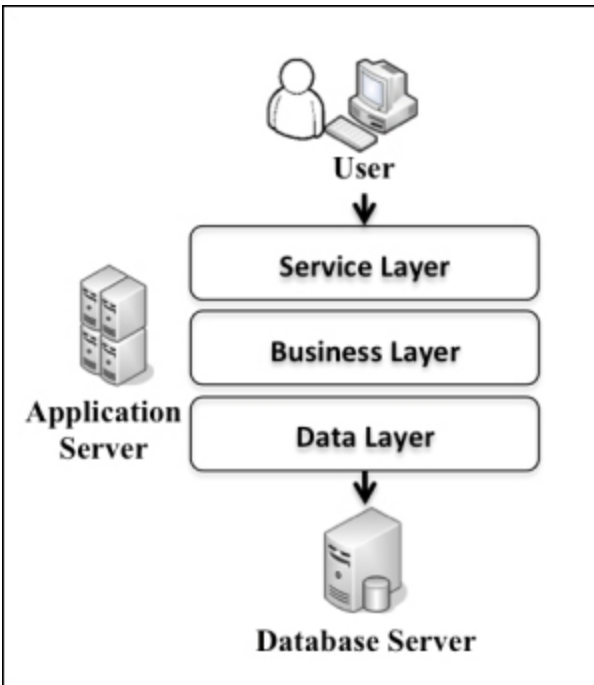 User
Service Layer
Business Layer
Application
Server
Data Layer
Database Server